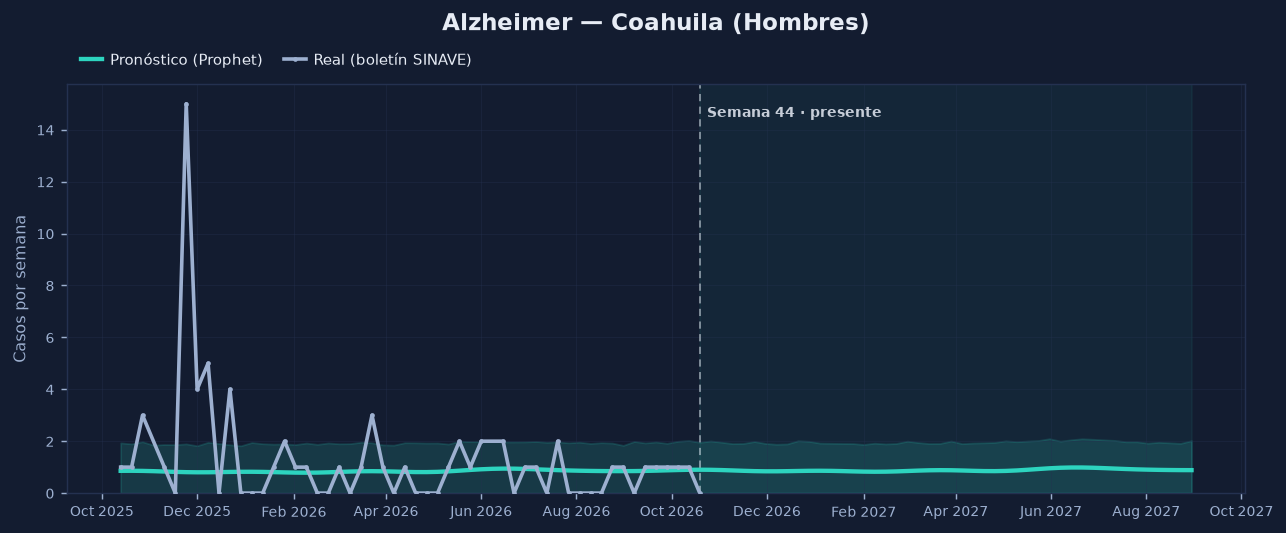 Alzheimer — Coahuila (Hombres)
Pronóstico (Prophet)
Real (boletín SINAVE)
Semana 44 · presente
Casos por semana
14
12
10
8
6
4
2
0
Oct 2025
Dec 2025
Feb 2026
Apr 2026
Jun 2026
Aug 2026
Oct 2026
Dec 2026
Feb 2027
Apr 2027
Jun 2027
Aug 2027
Oct 2027